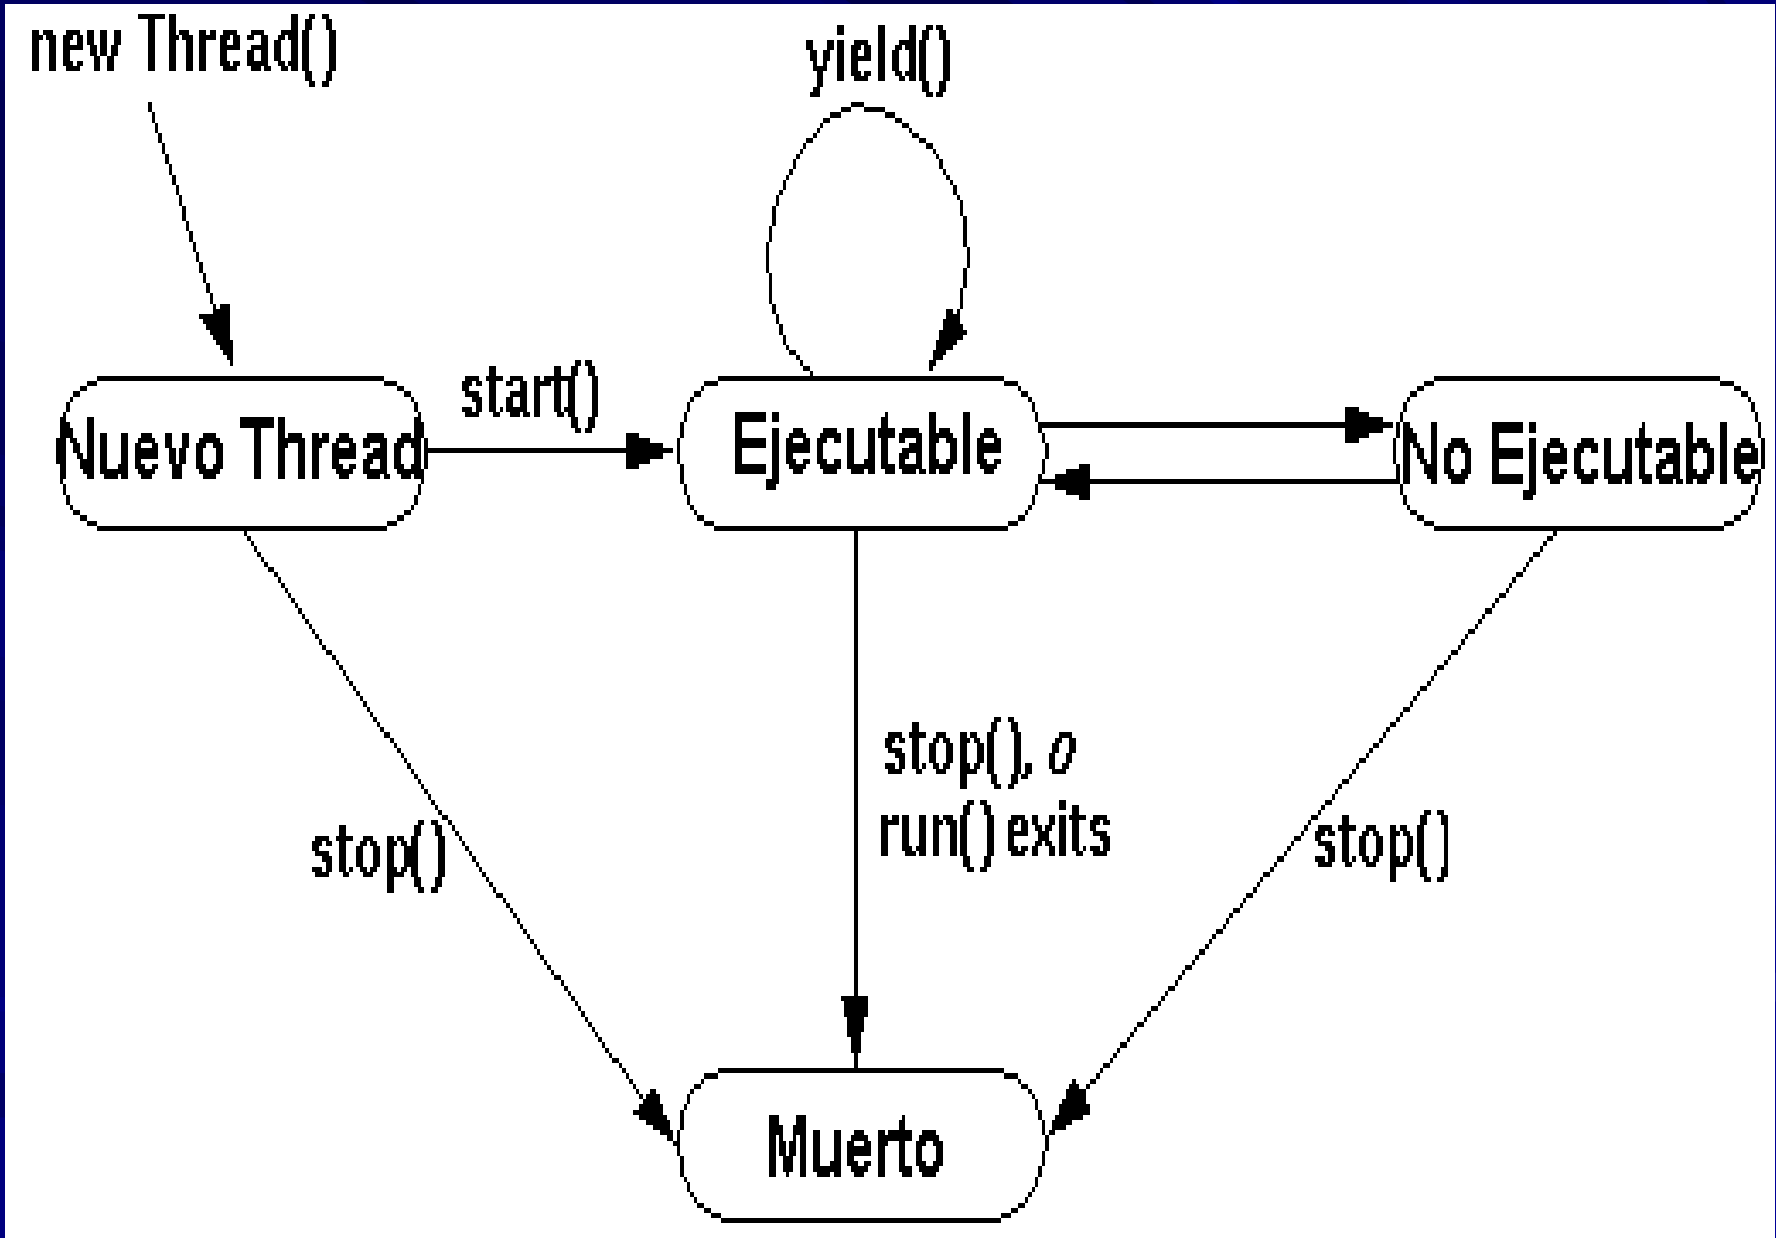 new Thread()
yield()
start()
Nuevo Thread
Ejecutable
No Ejecutable
stop(), o
run() exits
stop()
stop()
Muerto